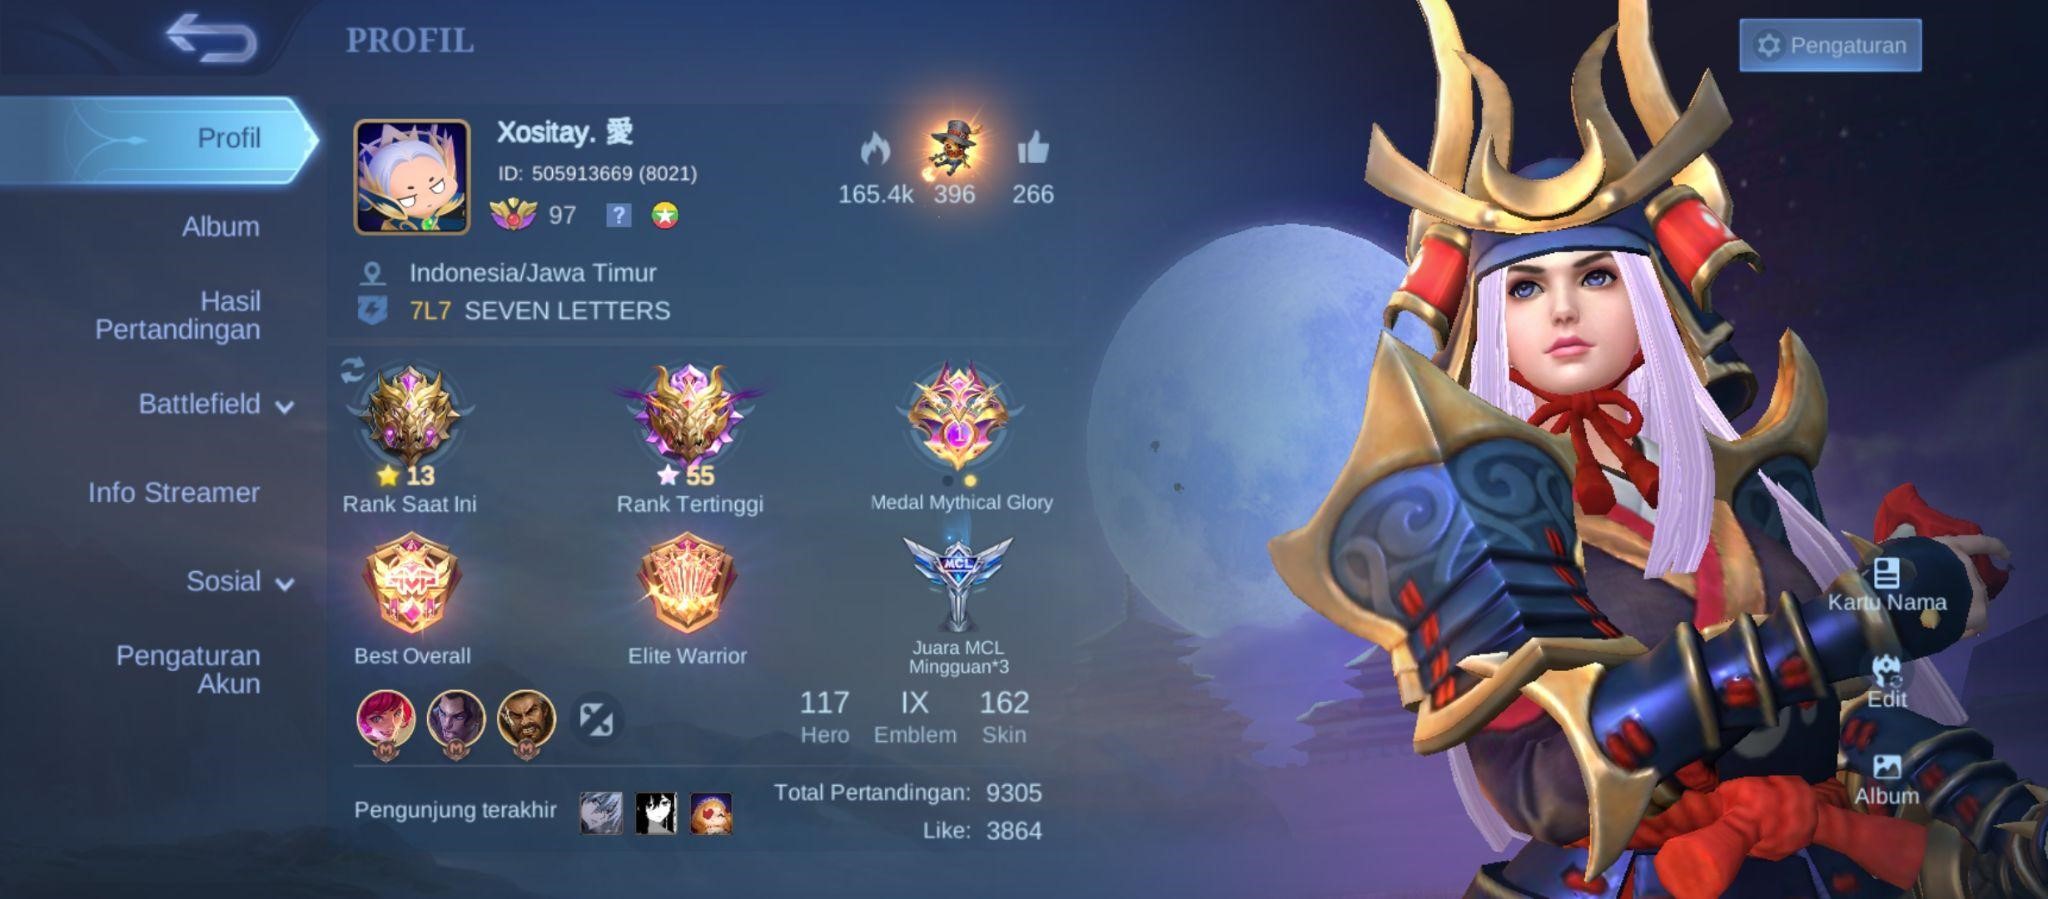 PROFIL
Pengaturan
Profil
Album
Hasil
Pertandingan
Battlefield
Info Streamer
Sosial
Pengaturan
Akun
Xositay. 愛
ID: 505913669 (8021)
97
?
165.4k
396
266
Indonesia/Jawa Timur
7L7 SEVEN LETTERS
13
Rank Saat Ini
55
Rank Tertinggi
1
Medal Mythical Glory
Best Overall
Elite Warrior
MCL
Juara MCL
Mingguan*3
M
M
M
117
Hero
IX
Emblem
162
Skin
Pengunjung terakhir
Total Pertandingan: 9305
Like: 3864
Kartu Nama
Edit
Album